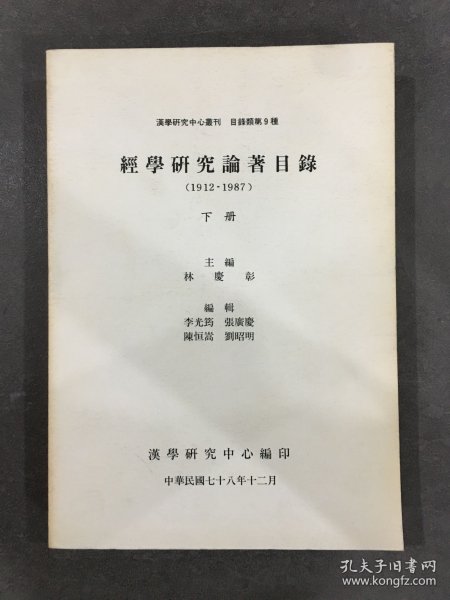 漢學研究中心叢刊 目錄類第9種
經學研究論著目錄
(1912-1987)
下册
主編
林慶彰
編輯
李光筠 張廣慶
陳恒嵩 劉昭明
漢學研究中心編印
中華民國七十八年十二月
孔夫子旧书网
www.kongfz.com